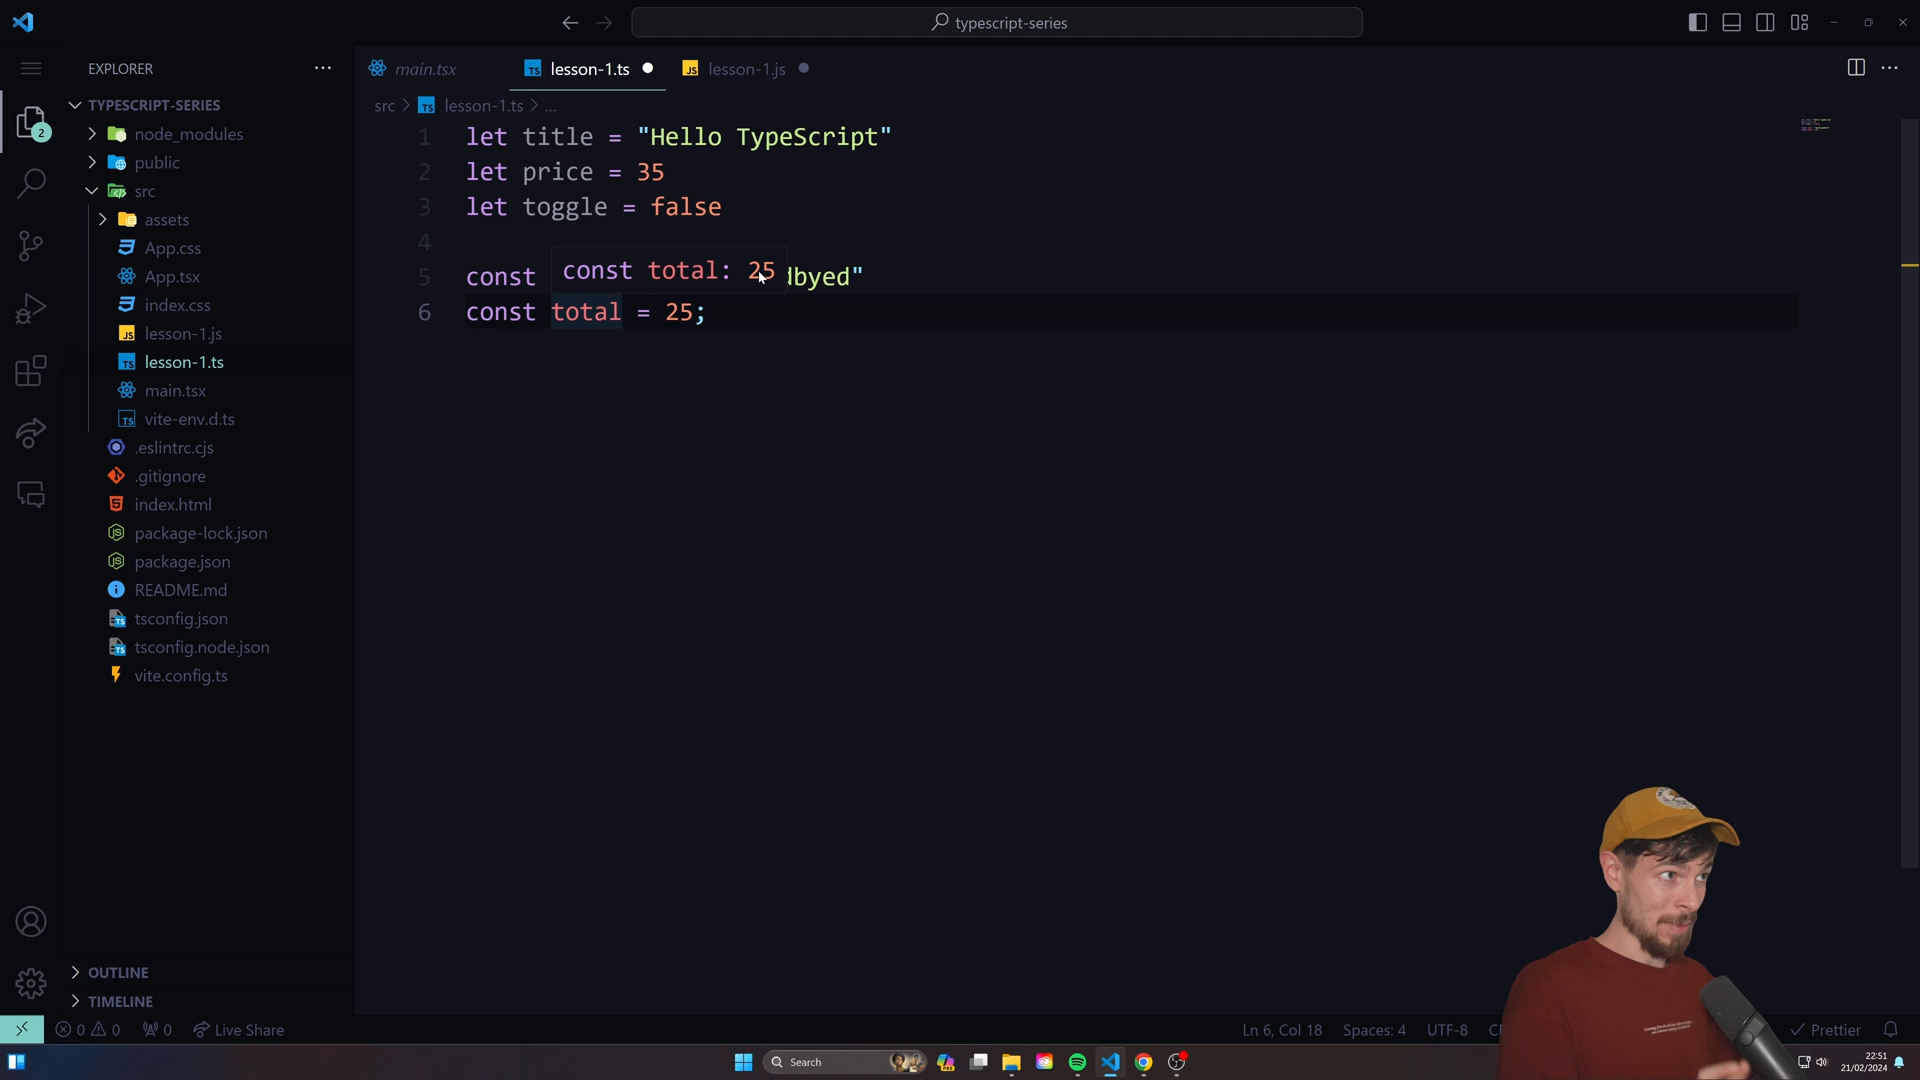 typescript-series
EXPLORER
main.tsx
lesson-1.ts
lesson-1.js
TYPESCRIPT-SERIES
src > lesson-1.ts > ...
node_modules
public
src
assets
App.css
App.tsx
index.css
lesson-1.js
lesson-1.ts
main.tsx
vite-env.d.ts
.eslintrc.cjs
.gitignore
index.html
package-lock.json
package.json
README.md
tsconfig.json
tsconfig.node.json
vite.config.ts
OUTLINE
TIMELINE
2
1 let title = "Hello TypeScript"
2 let price = 35
3 let toggle = false
4
const total: 25
5 const dbyed"
6 const total = 25;
0 0 0 Live Share
Ln 6, Col 18 Spaces: 4 UTF-8 Prettier
Search
22:51
21/02/2024